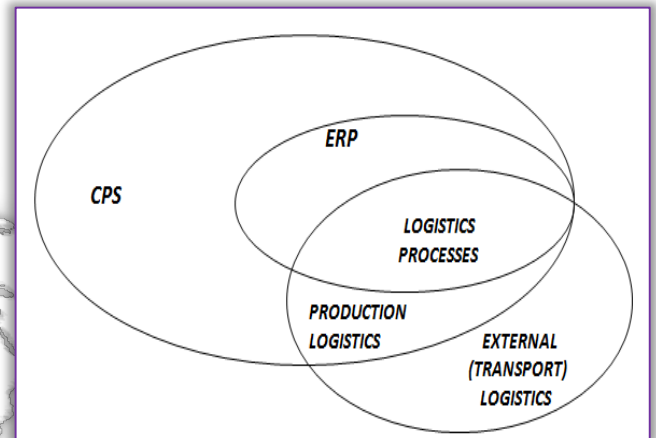 ERP
CPS
LOGISTICS
PROCESSES
PRODUCTION
LOGISTICS
EXTERNAL
(TRANSPORT)
LOGISTICS